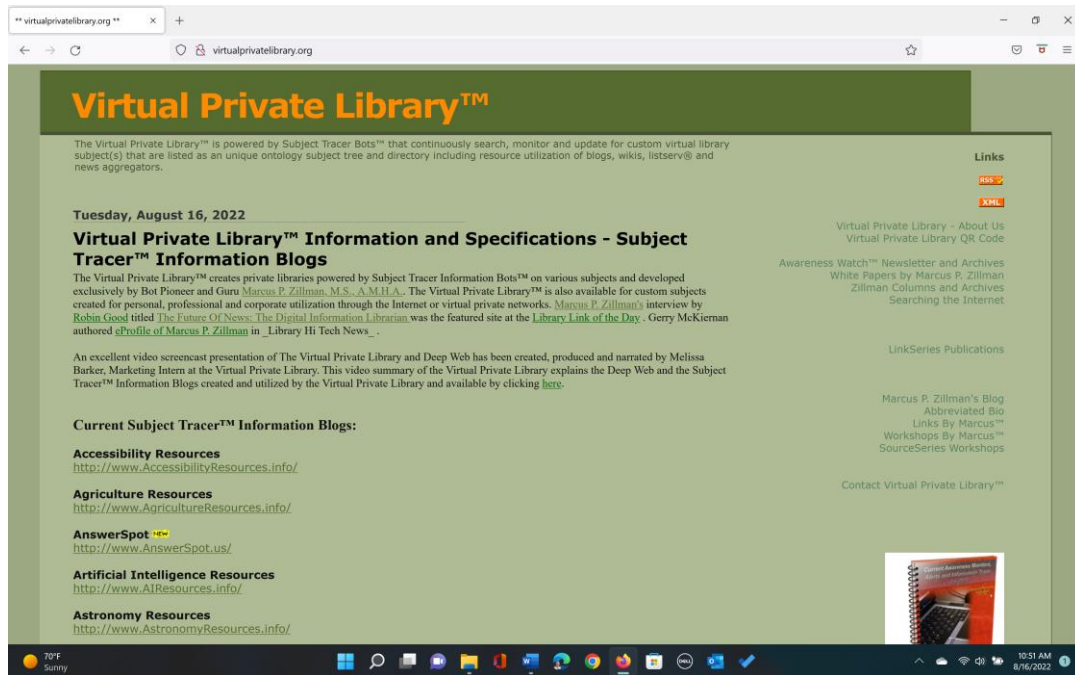 ** virtualprivatelibrary.org **
virtualprivatelibrary.org
Virtual Private Library™
The Virtual Private Library™ is powered by Subject Tracer Bots™ that continuously search, monitor and update for custom virtual library
subject(s) that are listed as an unique ontology subject tree and directory including resource utilization of blogs, wikis, listserv® and
news aggregators.
Tuesday, August 16, 2022
Virtual Private Library™ Information and Specifications - Subject
Tracer™ Information Blogs
The Virtual Private Library™ creates private libraries powered by Subject Tracer Information Bots™ on various subjects and developed
exclusively by Bot Pioneer and Guru Marcus P. Zillman, M.S., A.M.H.A.. The Virtual Private Library™ is also available for custom subjects
created for personal, professional and corporate utilization through the Internet or virtual private networks. Marcus P. Zillman's interview by
Robin Good titled The Future Of News: The Digital Information Librarian was the featured site at the Library Link of the Day . Gerry McKiernan
authored eProfile of Marcus P. Zillman in _Library Hi Tech News_ .
An excellent video screencast presentation of The Virtual Private Library and Deep Web has been created, produced and narrated by Melissa
Barker, Marketing Intern at the Virtual Private Library. This video summary of the Virtual Private Library explains the Deep Web and the Subject
Tracer™ Information Blogs created and utilized by the Virtual Private Library and available by clicking here.
Current Subject Tracer™ Information Blogs:
Accessibility Resources
http://www.AccessibilityResources.info/
Agriculture Resources
http://www.AgricultureResources.info/
AnswerSpot NEW
http://www.AnswerSpot.us/
Artificial Intelligence Resources
http://www.AIResources.info/
Astronomy Resources
http://www.AstronomyResources.info/
Links
RSS
XML
Virtual Private Library - About Us
Virtual Private Library QR Code
Awareness Watch™ Newsletter and Archives
White Papers by Marcus P. Zillman
Zillman Columns and Archives
Searching the Internet
LinkSeries Publications
Marcus P. Zillman's Blog
Abbreviated Bio
Links By Marcus™
Workshops By Marcus™
SourceSeries Workshops
Contact Virtual Private Library™
70°F
Sunny
DELL
10:51 AM
8/16/2022
1